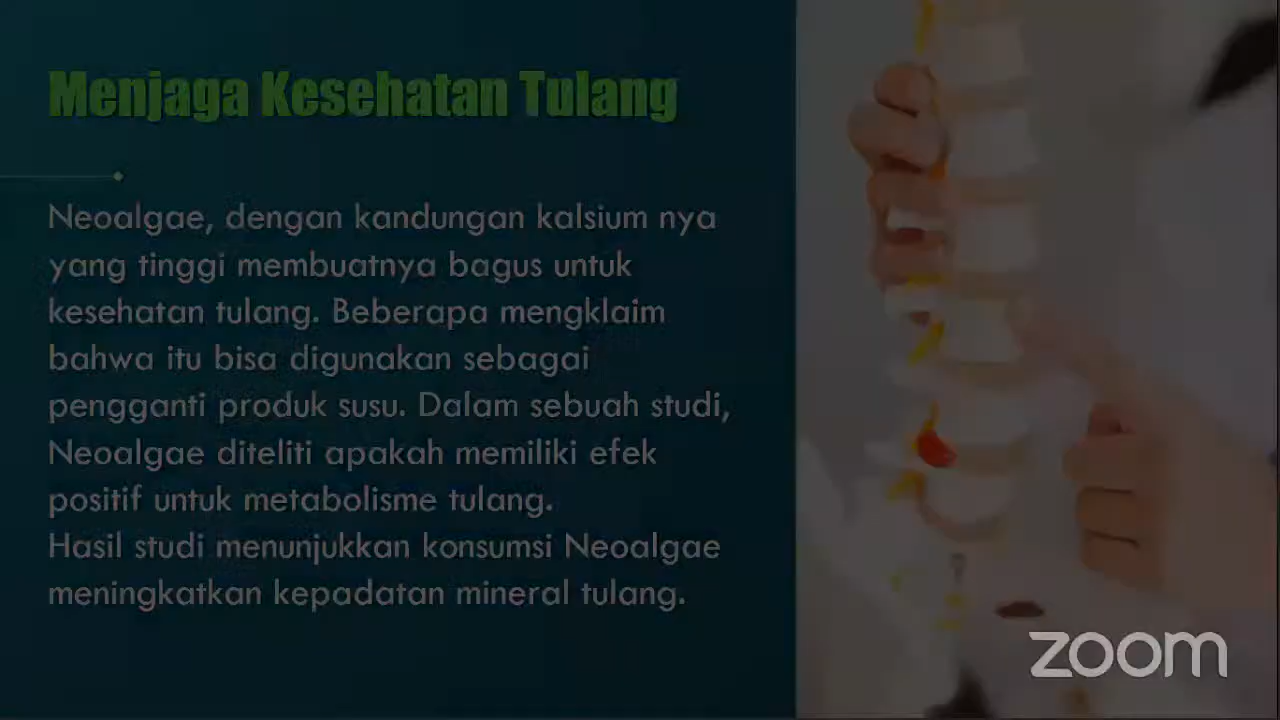 Menjaga Kesehatan Tulang
Neoalgae, dengan kandungan kalsium nya
yang tinggi membuatnya bagus untuk
kesehatan tulang. Beberapa mengklaim
bahwa itu bisa digunakan sebagai
pengganti produk susu. Dalam sebuah studi,
Neoalgae diteliti apakah memiliki efek
positif untuk metabolisme tulang.
Hasil studi menunjukkan konsumsi Neoalgae
meningkatkan kepadatan mineral tulang.
zoom